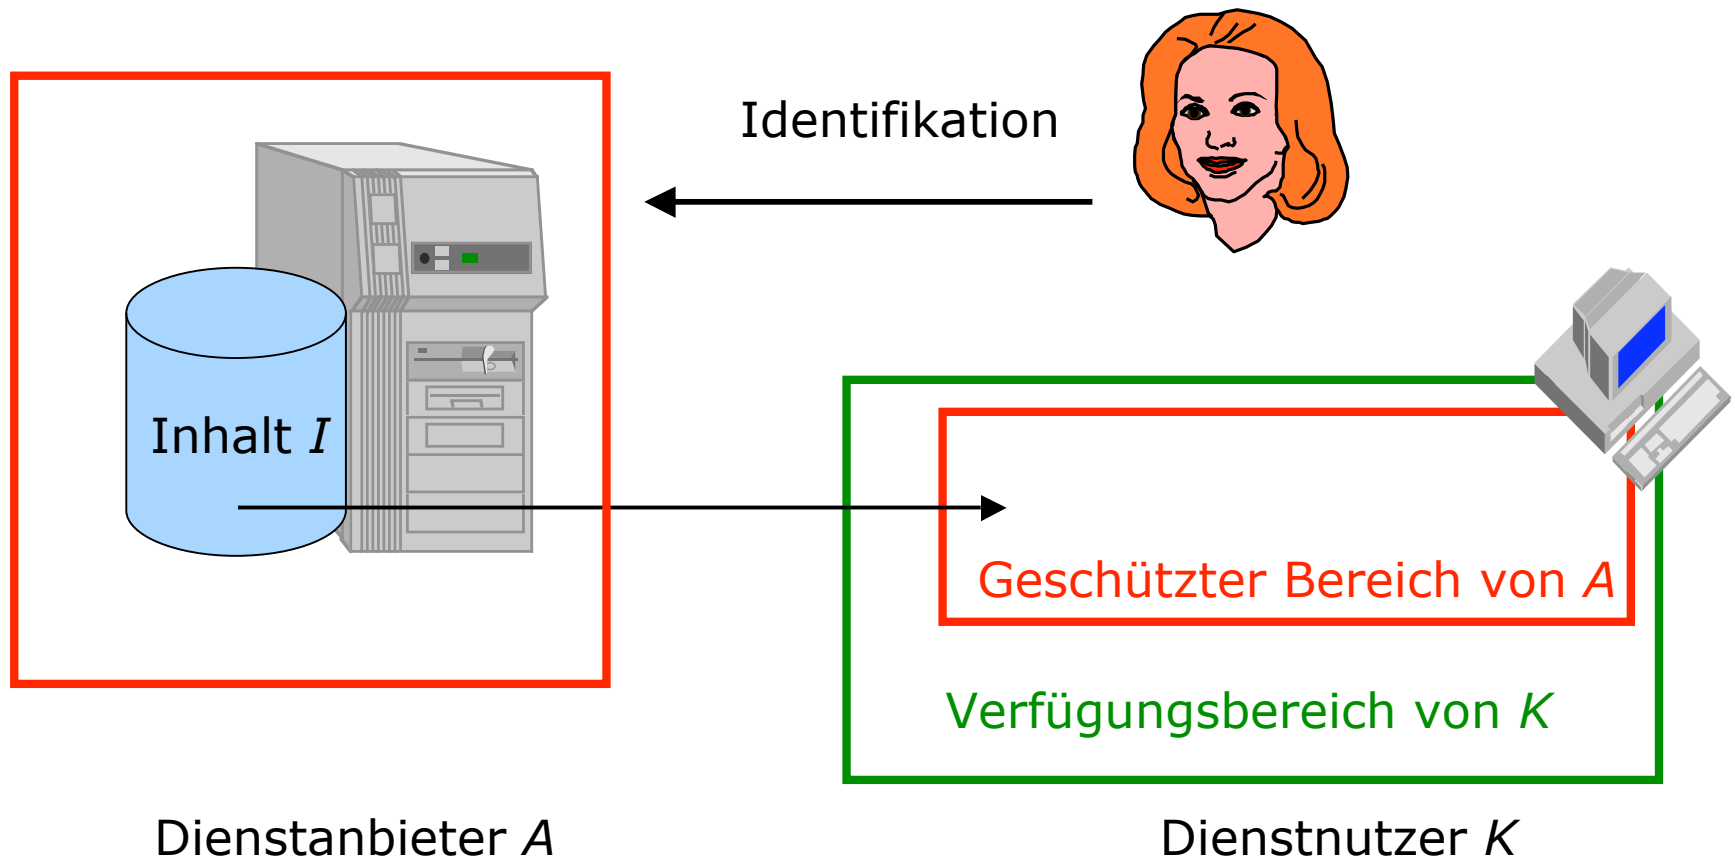 Identifikation
Inhalt I
Geschützter Bereich von A
Verfügungsbereich von K
Dienstanbieter A
Dienstnutzer K